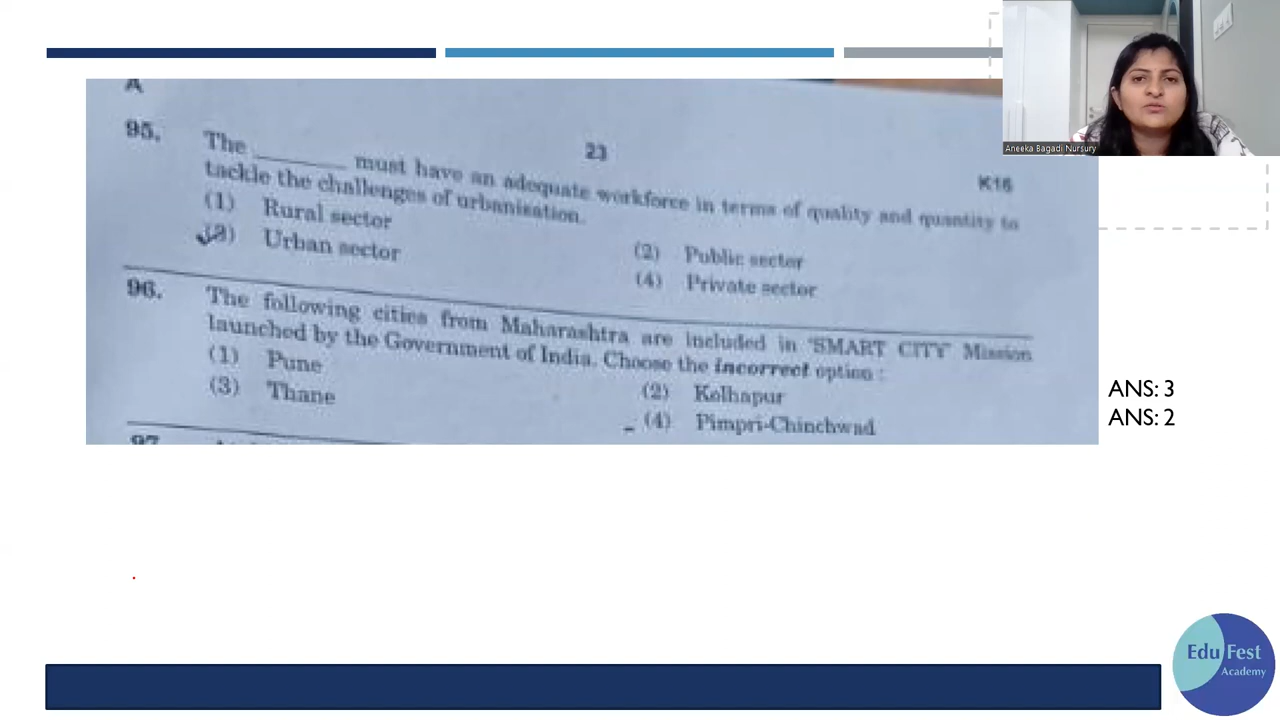 A
23
K16
95. The ______ must have an adequate workforce in terms of quality and quantity to
tackle the challenges of urbanisation.
(1) Rural sector
(2) Public sector
(3) Urban sector
(4) Private sector
96. The following cities from Maharashtra are included in 'SMART CITY' Mission
launched by the Government of India. Choose the incorrect option :
(1) Pune
(2) Kolhapur
(3) Thane
(4) Pimpri-Chinchwad
97.
ANS: 3
ANS: 2
Aneeka Bagadi Nursury
Edu Fest
Academy